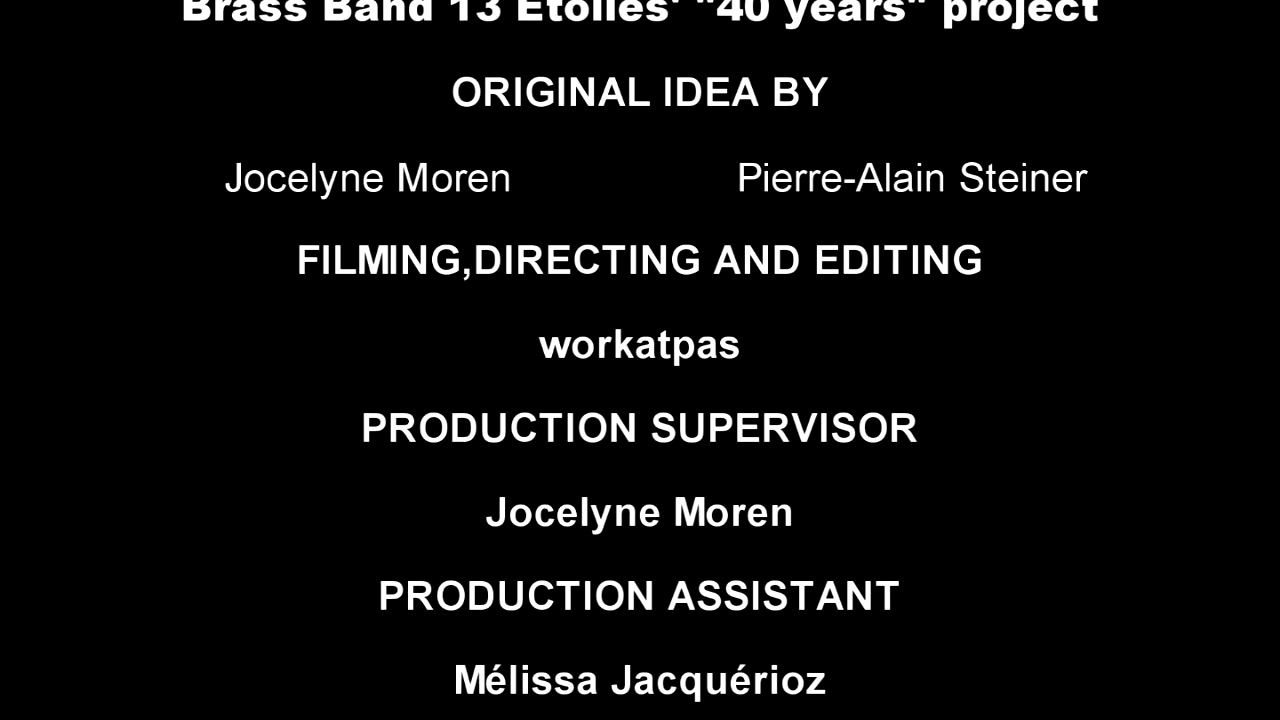 Brass Band 13 Etoiles' "40 years" project
ORIGINAL IDEA BY
Jocelyne Moren Pierre-Alain Steiner
FILMING,DIRECTING AND EDITING
workatpas
PRODUCTION SUPERVISOR
Jocelyne Moren
PRODUCTION ASSISTANT
Mélissa Jacquérioz